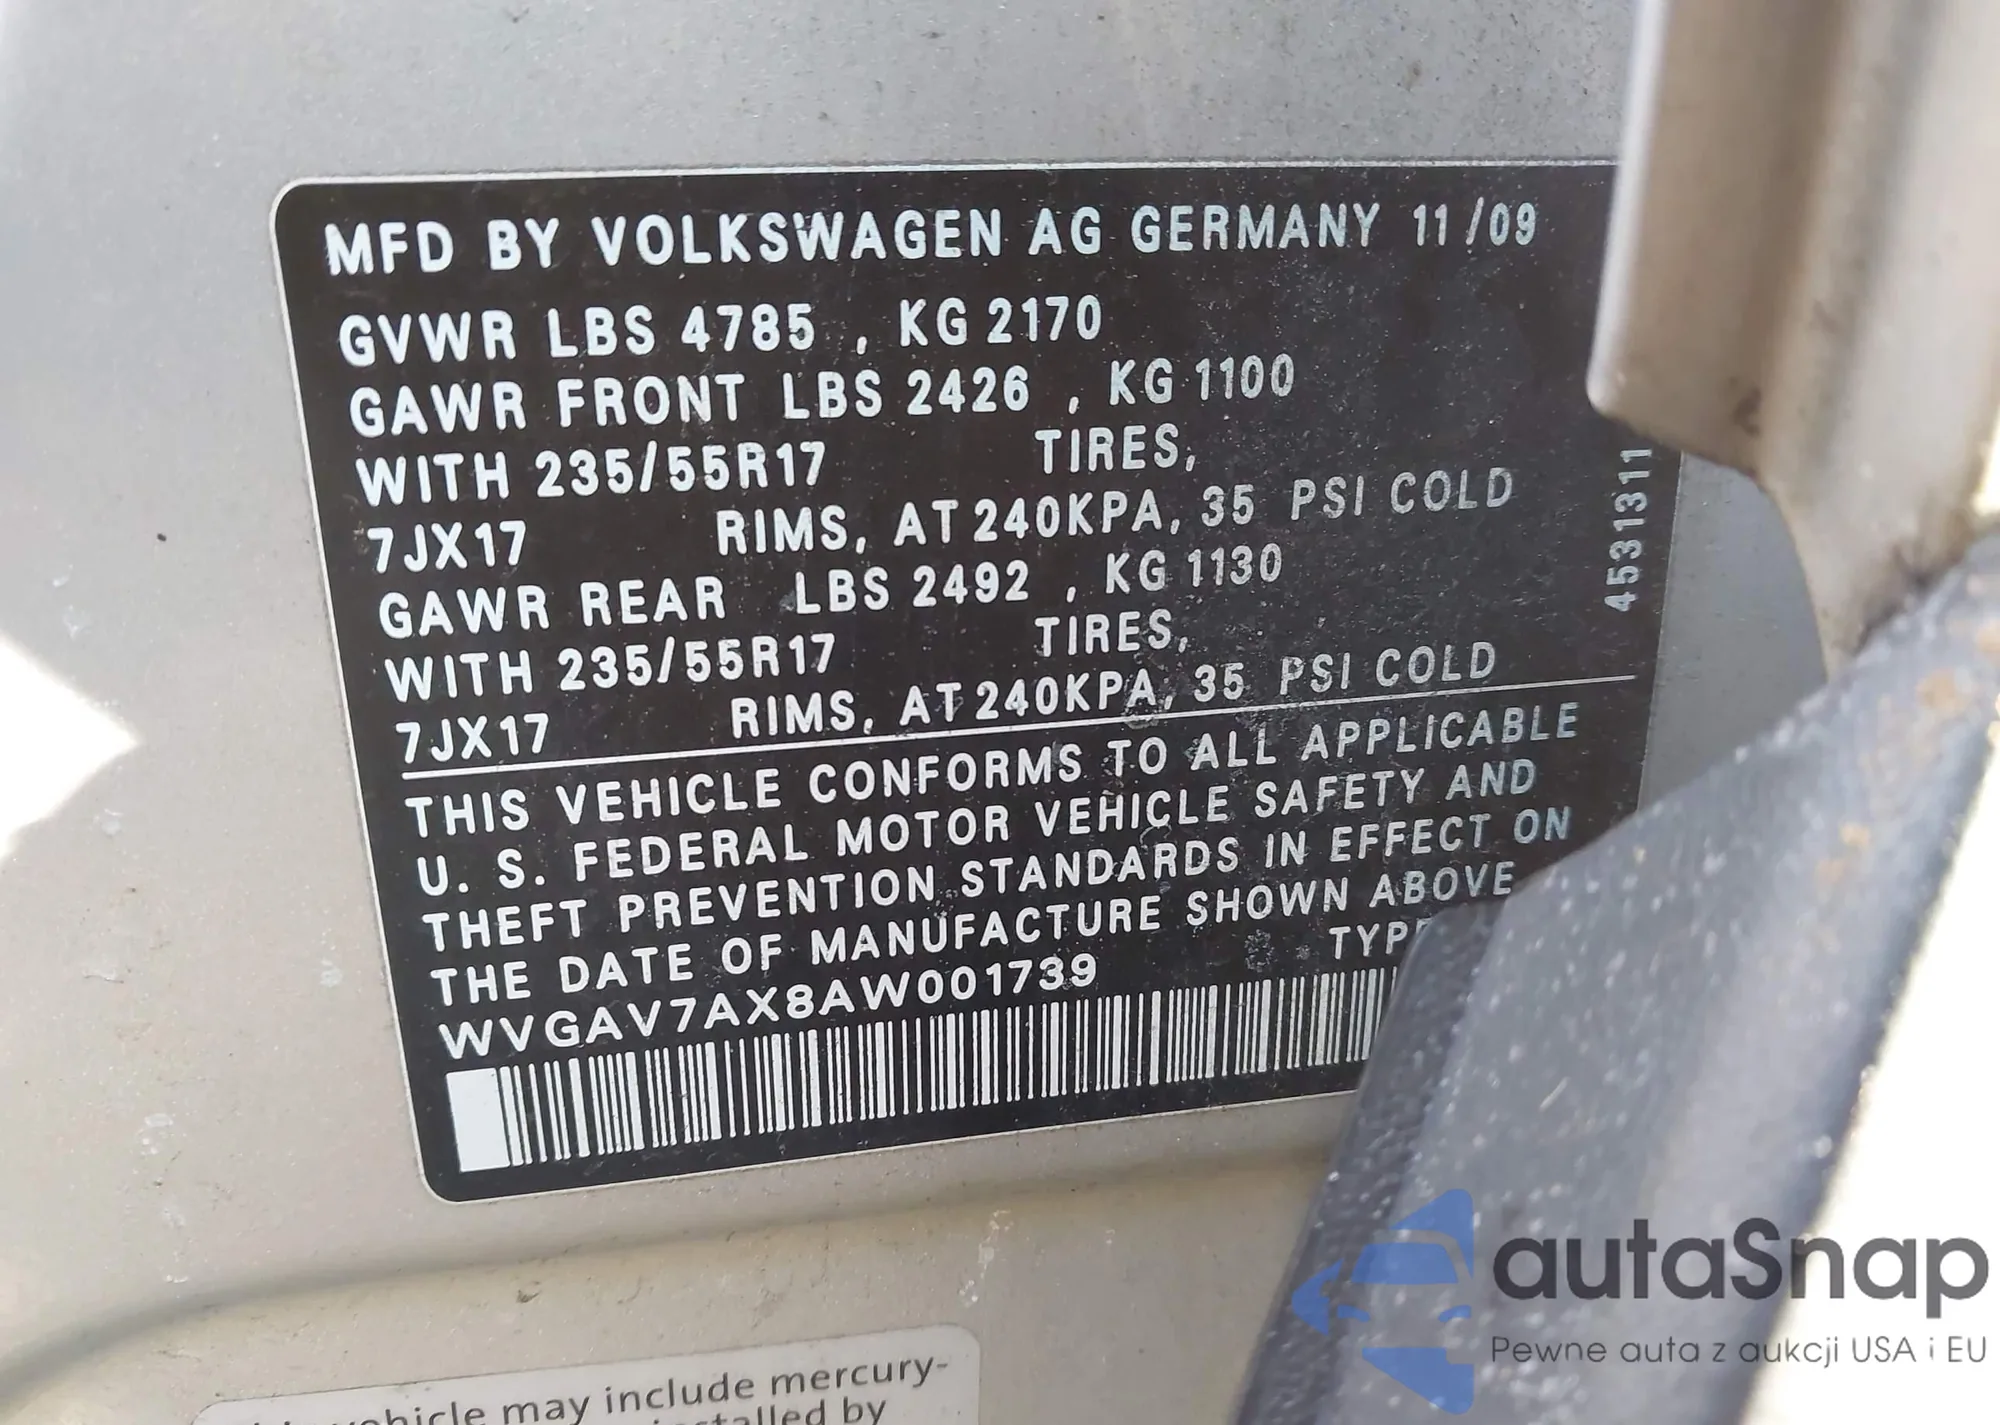 MFD BY VOLKSWAGEN AG GERMANY 11/09
GVWR LBS 4785 , KG 2170
GAWR FRONT LBS 2426 , KG 1100
WITH 235/55R17 TIRES,
7JX17 RIMS, AT 240KPA, 35 PSI COLD
GAWR REAR LBS 2492 , KG 1130
WITH 235/55R17 TIRES,
7JX17 RIMS, AT 240KPA, 35 PSI COLD
4531311
THIS VEHICLE CONFORMS TO ALL APPLICABLE
U. S. FEDERAL MOTOR VEHICLE SAFETY AND
THEFT PREVENTION STANDARDS IN EFFECT ON
THE DATE OF MANUFACTURE SHOWN ABOVE
WVGAV7AX8AW001739
vehicle may include mercury-
installed by
autaSnap
Pewne auta z aukcji USA i EU